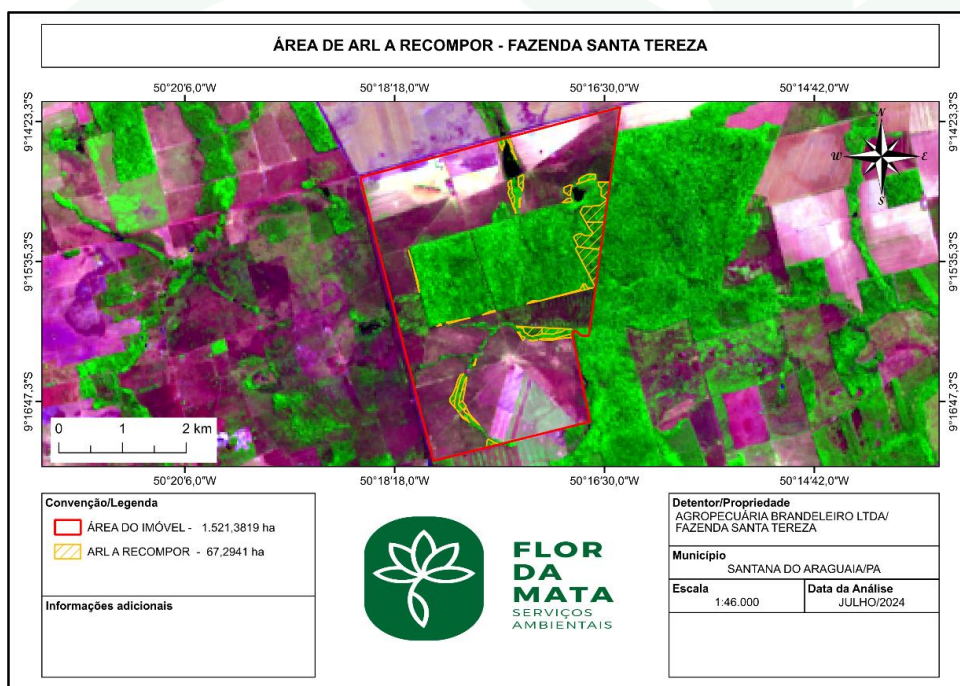 ÁREA DE ARL A RECOMPOR - FAZENDA SANTA TEREZA
50°20'6,0"W
50°18'18,0"W
50°16'30,0"W
50°14'42,0"W
9°14'23,3"S
9°15'35,3"S
9°16'47,3"S
9°14'23,3"S
9°15'35,3"S
9°16'47,3"S
N
W
E
S
0 1 2 km
50°20'6,0"W
50°18'18,0"W
50°16'30,0"W
50°14'42,0"W
Convenção/Legenda
ÁREA DO IMÓVEL - 1.521,3819 ha
ARL A RECOMPOR - 67,2941 ha
Informações adicionais
FLOR
DA
MATA
SERVIÇOS
AMBIENTAIS
Detentor/Propriedade
AGROPECUÁRIA BRANDELEIRO LTDA/
FAZENDA SANTA TEREZA
Município
SANTANA DO ARAGUAIA/PA
Escala
1:46.000
Data da Análise
JULHO/2024